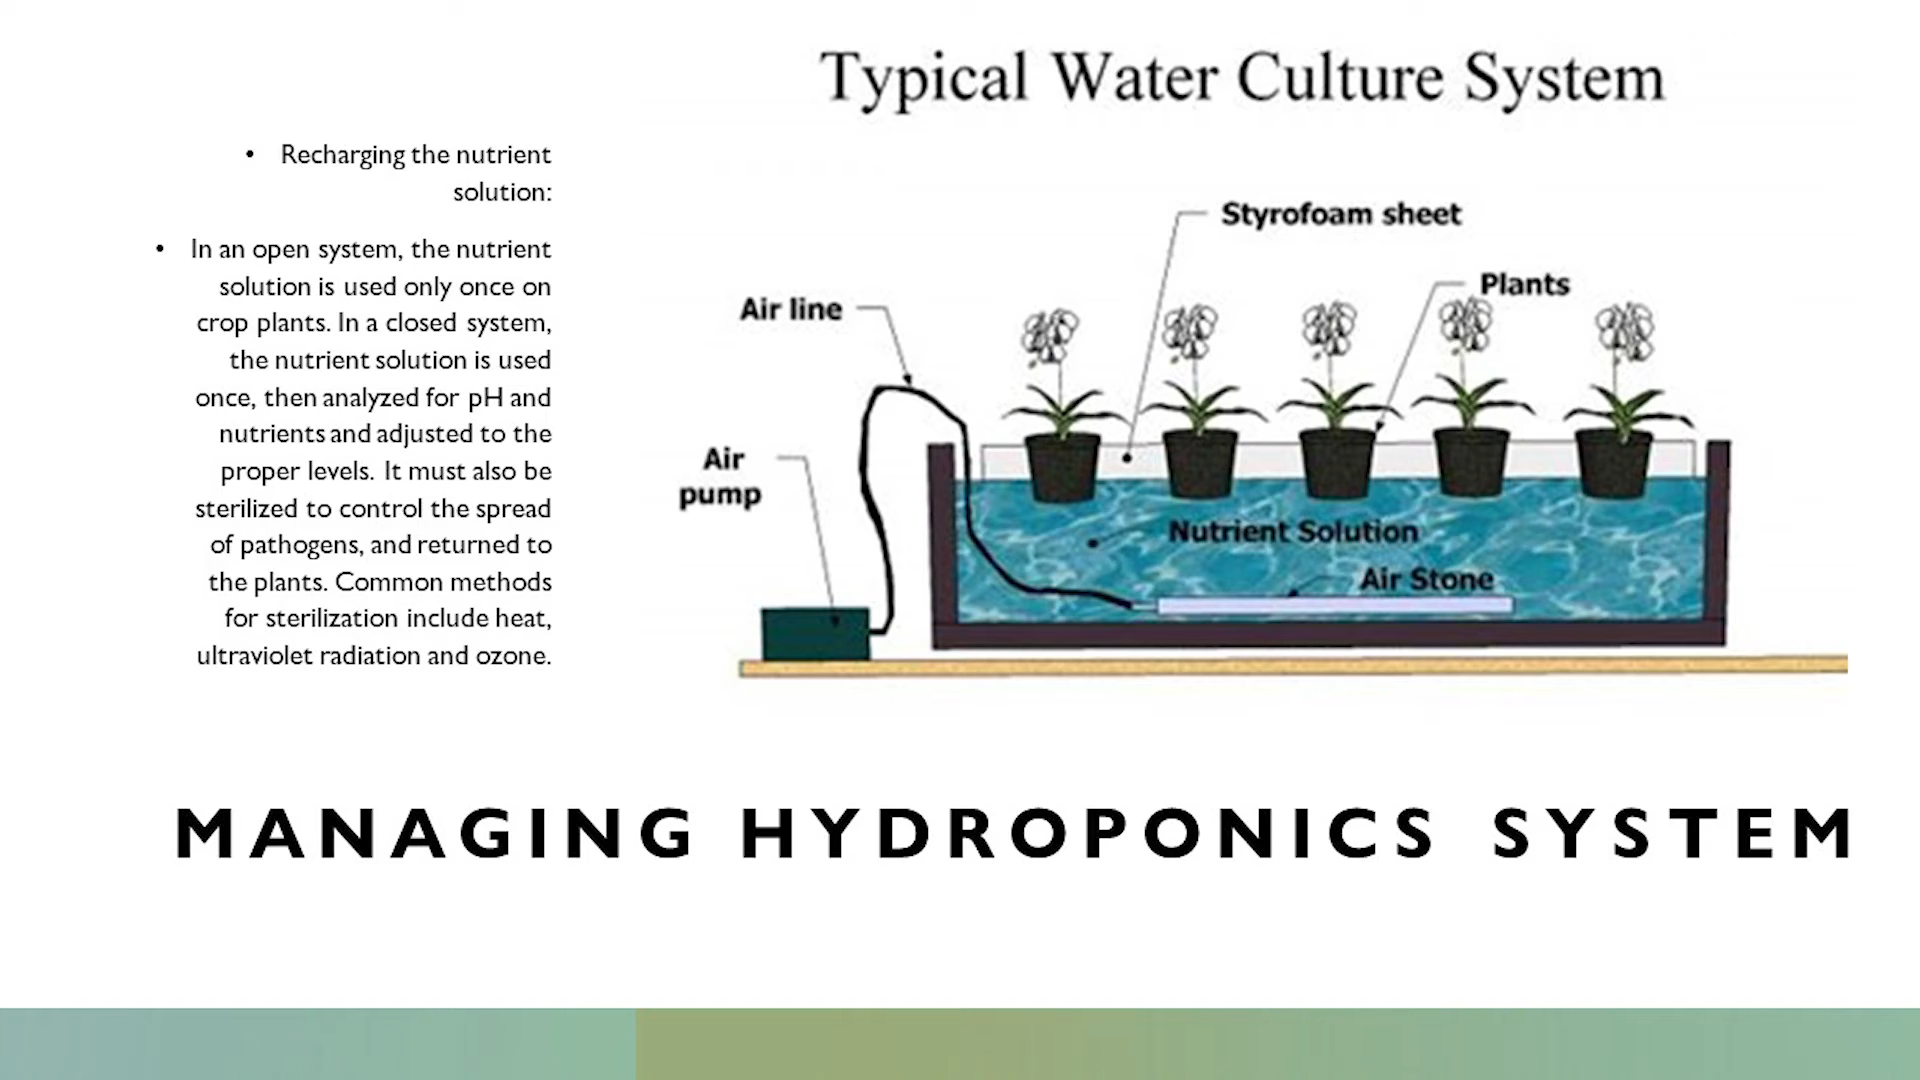 Typical Water Culture System
• Recharging the nutrient
solution:
• In an open system, the nutrient
solution is used only once on
crop plants. In a closed system,
the nutrient solution is used
once, then analyzed for pH and
nutrients and adjusted to the
proper levels. It must also be
sterilized to control the spread
of pathogens, and returned to
the plants. Common methods
for sterilization include heat,
ultraviolet radiation and ozone.
Styrofoam sheet
Plants
Air line
Air
pump
Nutrient Solution
Air Stone
MANAGING HYDROPONICS SYSTEM